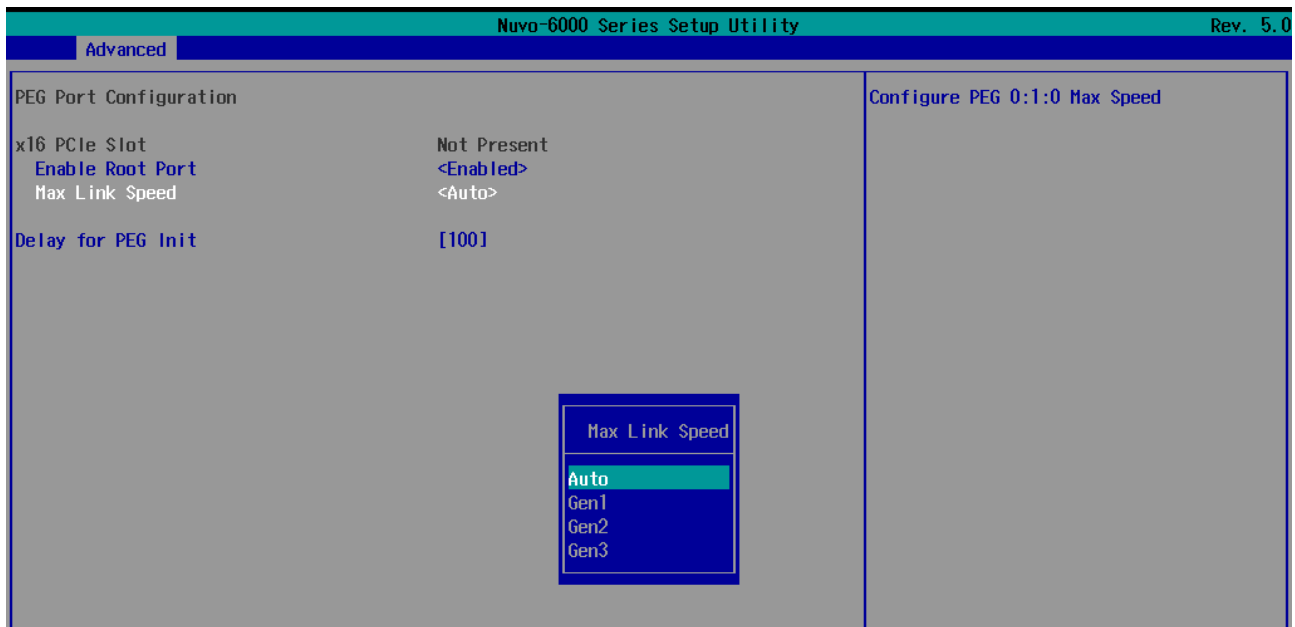 Nuvo-6000 Series Setup Utility Rev. 5.0
Advanced
PEG Port Configuration
Configure PEG 0:1:0 Max Speed
x16 PCIe Slot Not Present
Enable Root Port <Enabled>
Max Link Speed <Auto>
Delay for PEG Init [100]
Max Link Speed
Auto
Gen1
Gen2
Gen3